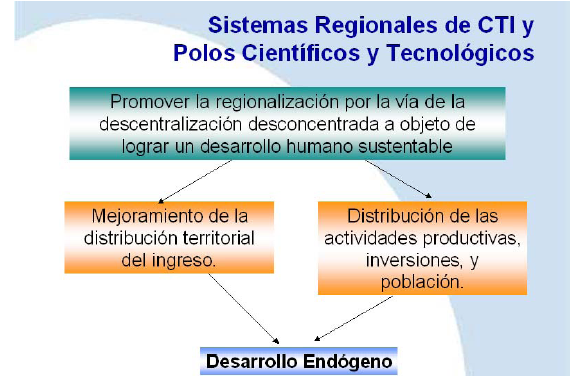 Sistemas Regionales de CTI y
Polos Científicos y Tecnológicos
Promover la regionalización por la vía de la
descentralización desconcentrada a objeto de
lograr un desarrollo humano sustentable
Mejoramiento de la
distribución territorial
del ingreso.
Distribución de las
actividades productivas,
inversiones, y
población.
Desarrollo Endógeno